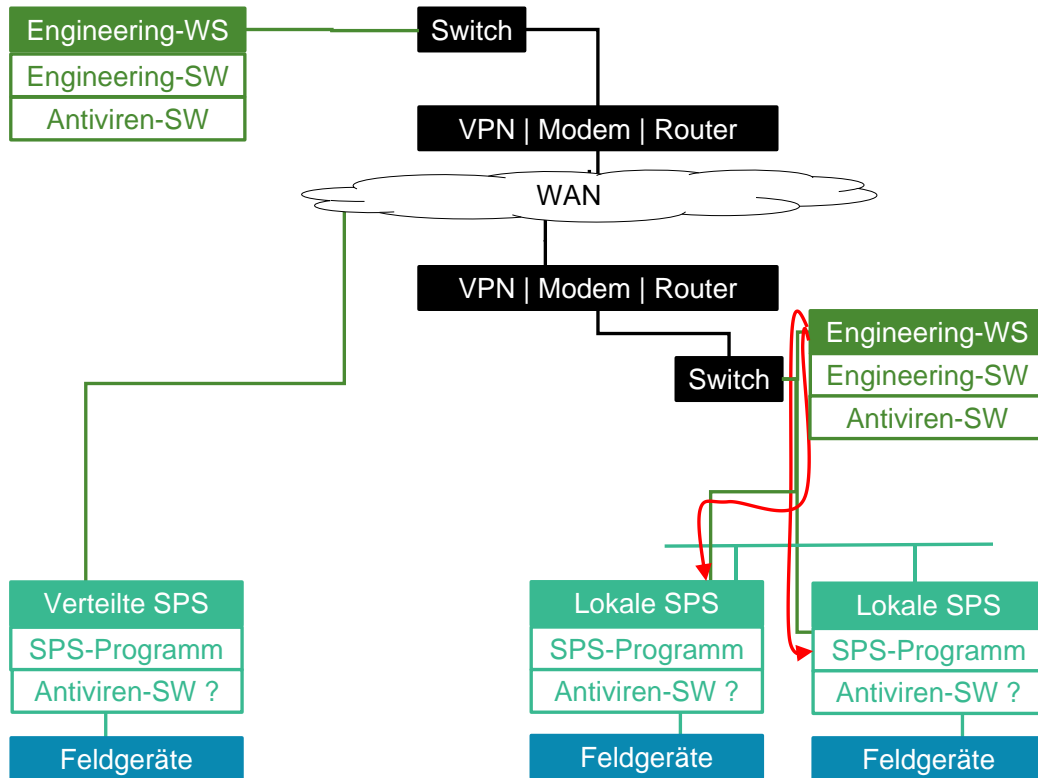 Engineering-WS
Engineering-SW
Antiviren-SW
Switch
VPN | Modem | Router
WAN
VPN | Modem | Router
Switch
Engineering-WS
Engineering-SW
Antiviren-SW
Verteilte SPS
SPS-Programm
Antiviren-SW ?
Feldgeräte
Lokale SPS
SPS-Programm
Antiviren-SW ?
Feldgeräte
Lokale SPS
SPS-Programm
Antiviren-SW ?
Feldgeräte